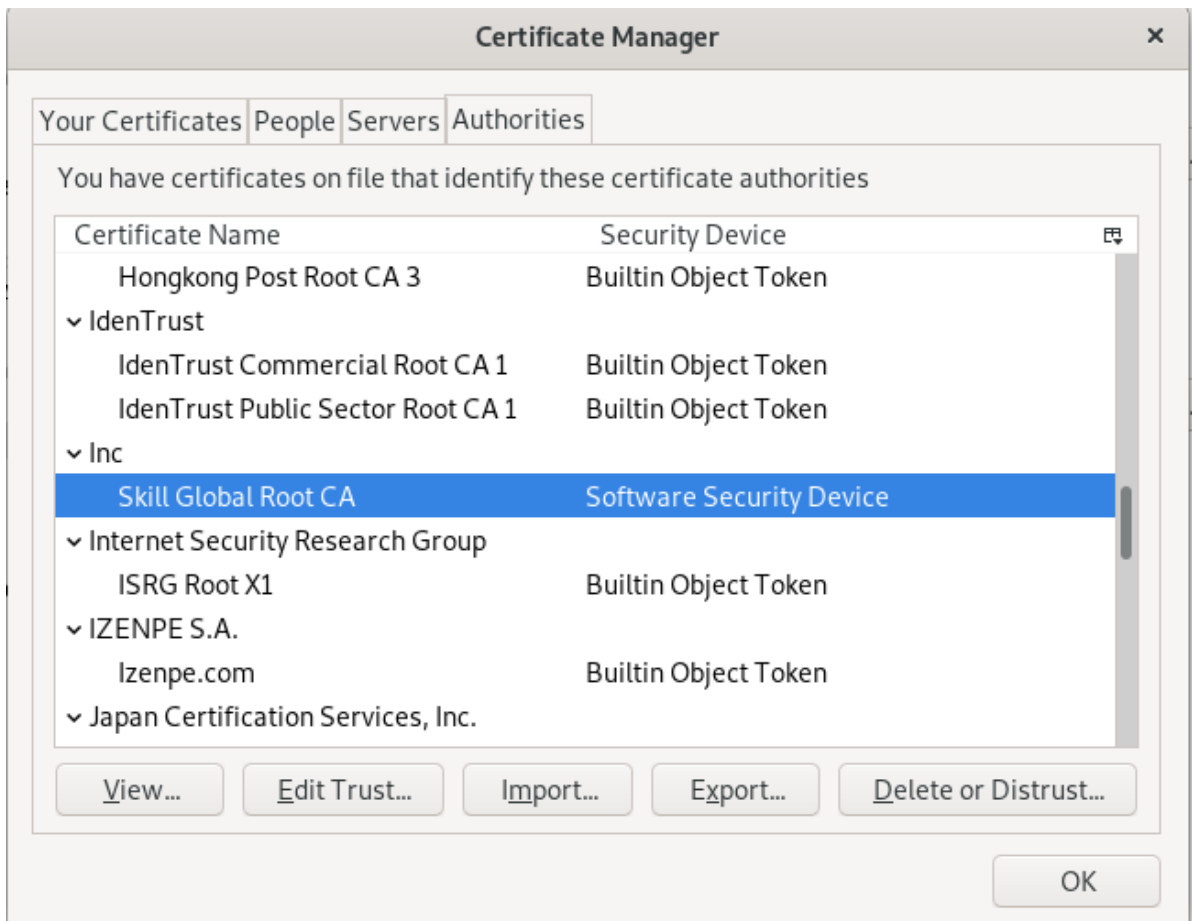 Certificate Manager
Your Certificates People Servers Authorities
You have certificates on file that identify these certificate authorities
Certificate Name Security Device
Hongkong Post Root CA 3 Builtin Object Token
IdenTrust
IdenTrust Commercial Root CA 1 Builtin Object Token
IdenTrust Public Sector Root CA 1 Builtin Object Token
Inc
Skill Global Root CA Software Security Device
Internet Security Research Group
ISRG Root X1 Builtin Object Token
IZENPE S.A.
Izenpe.com Builtin Object Token
Japan Certification Services, Inc.
View... Edit Trust... Import... Export... Delete or Distrust...
OK